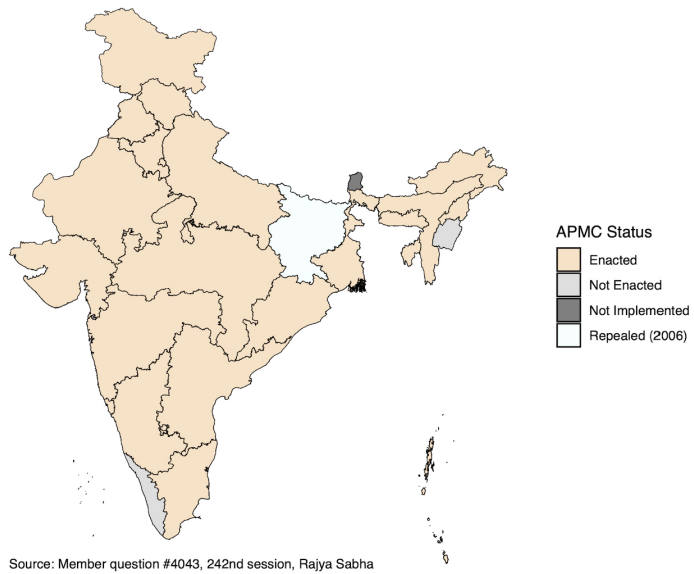 APMC Status
Enacted
Not Enacted
Not Implemented
Repealed (2006)
Source: Member question #4043, 242nd session, Rajya Sabha